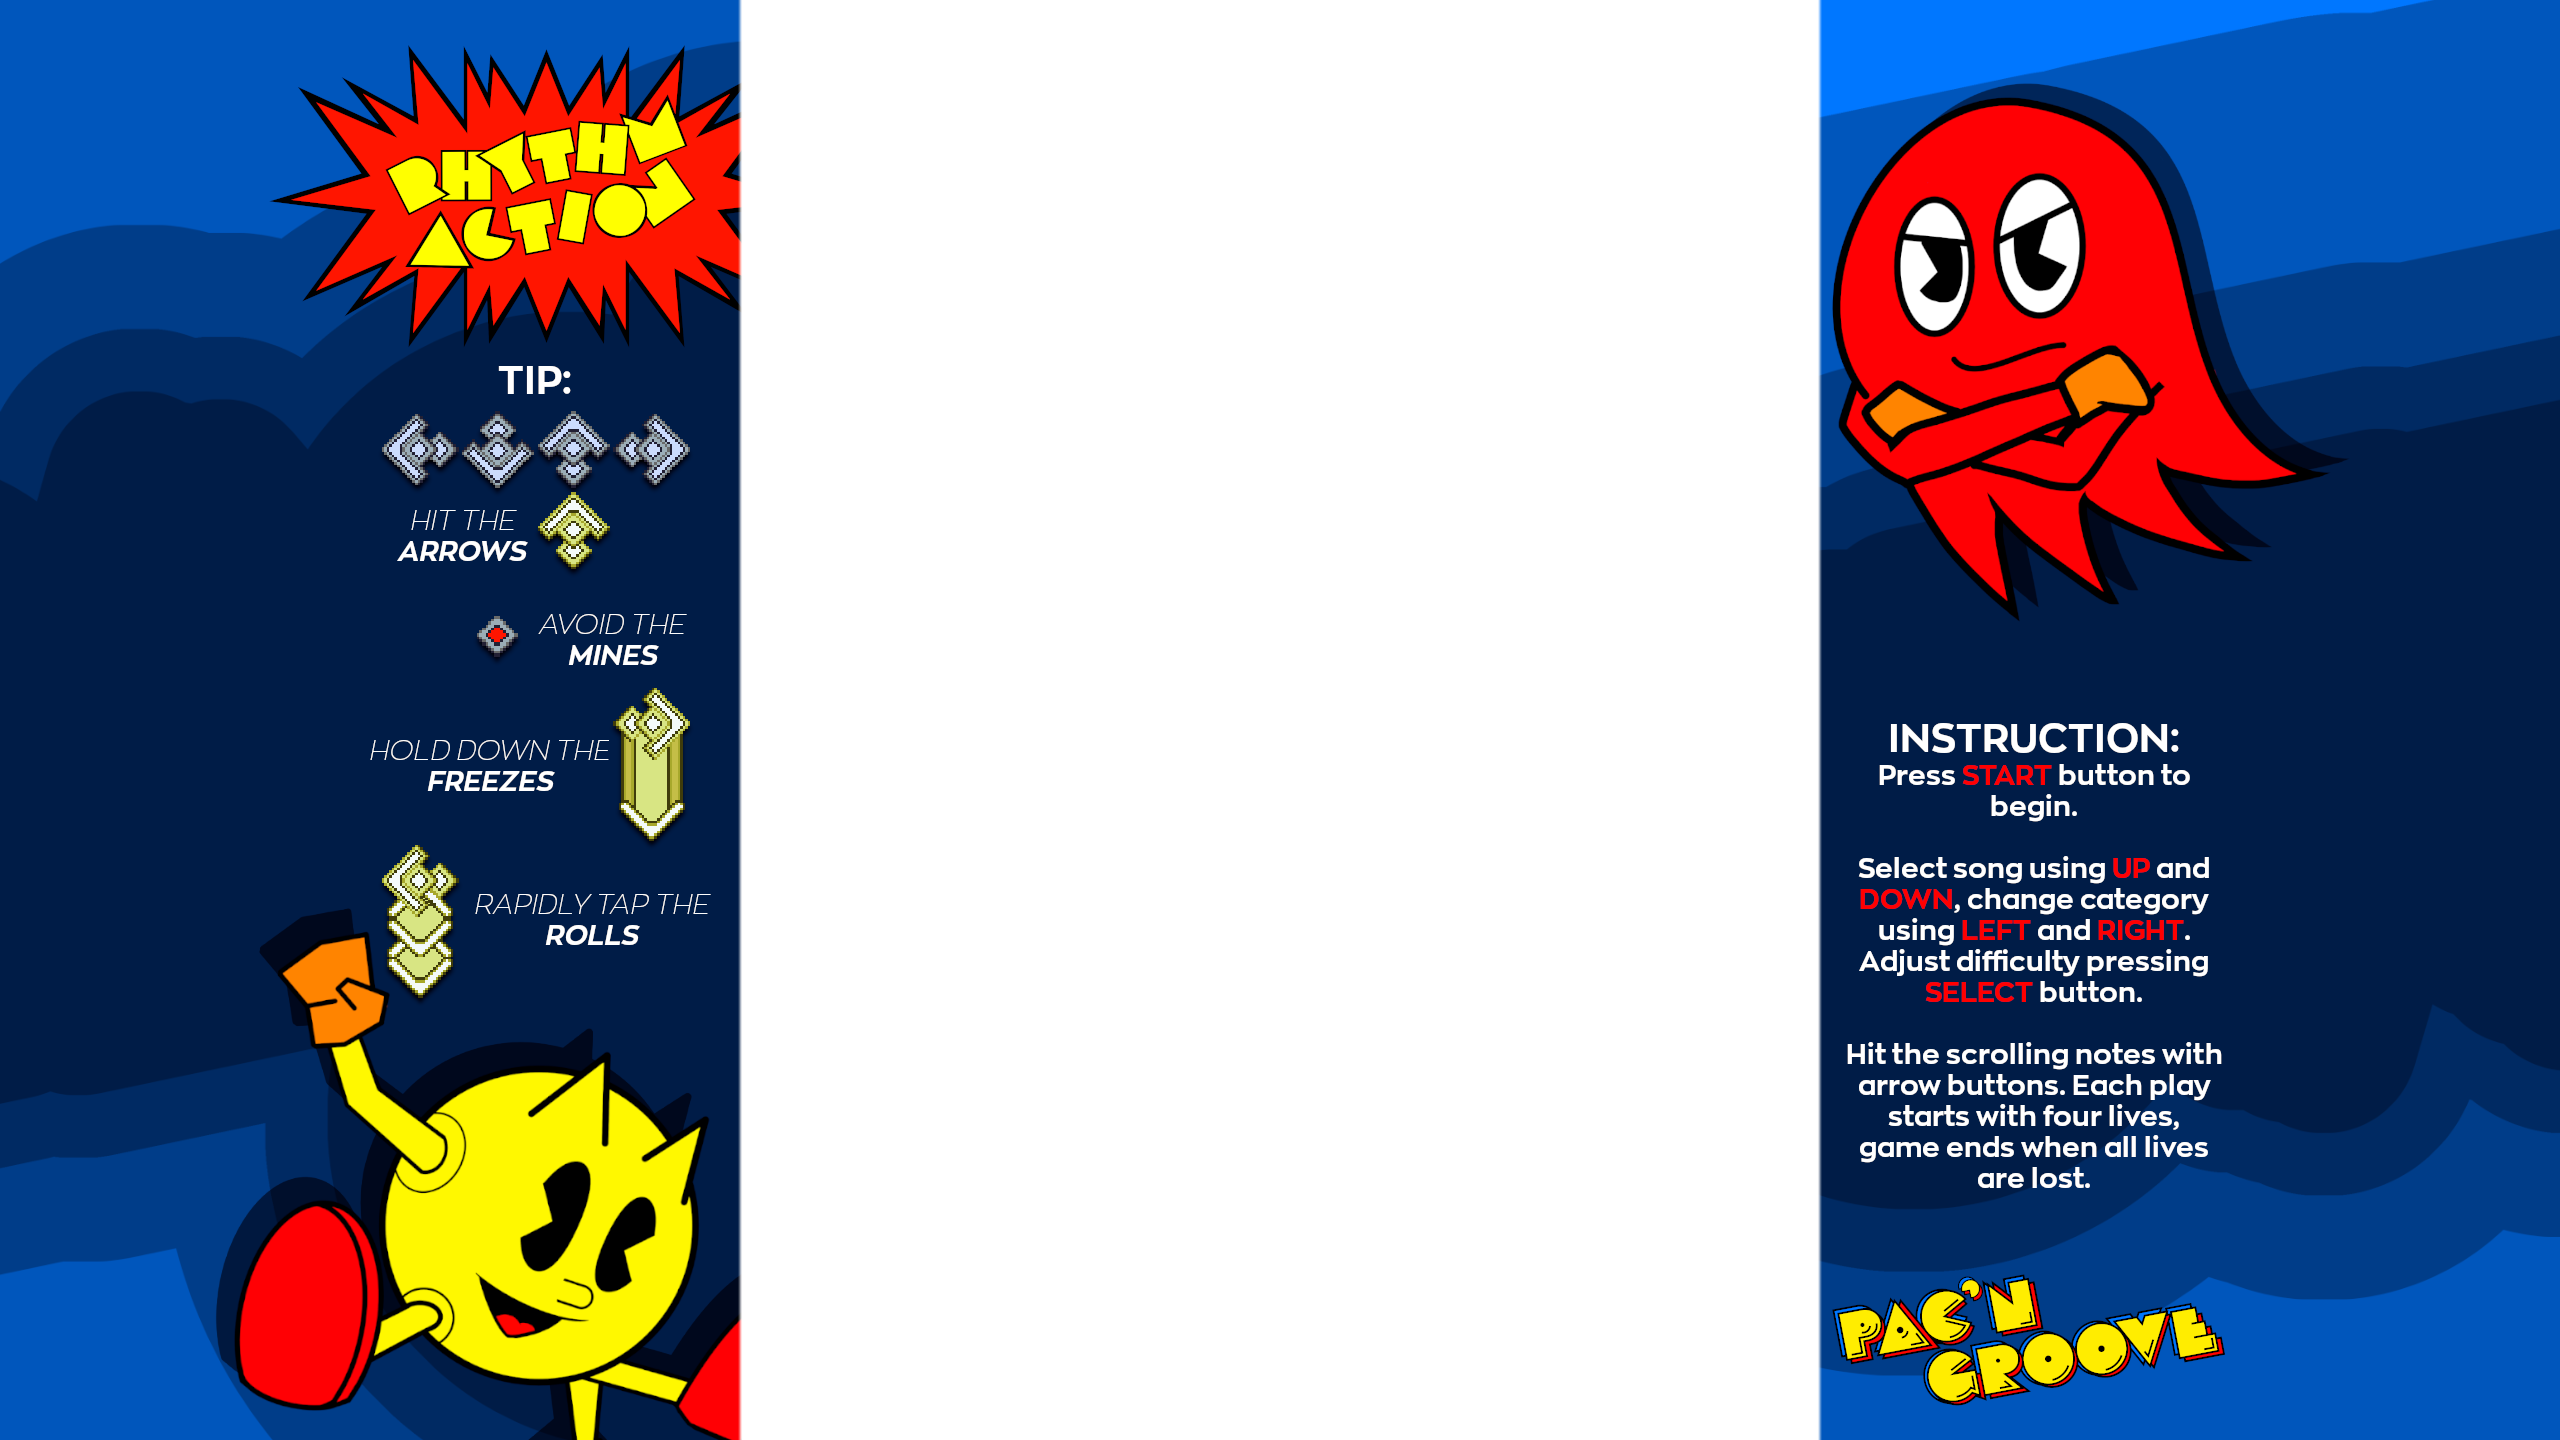 RHYTHM
ACTION
TIP:
HIT THE
ARROWS
AVOID THE
MINES
HOLD DOWN THE
FREEZES
RAPIDLY TAP THE
ROLLS
INSTRUCTION:
Press START button to
begin.
Select song using UP and
DOWN, change category
using LEFT and RIGHT.
Adjust difficulty pressing
SELECT button.
Hit the scrolling notes with
arrow buttons. Each play
starts with four lives,
game ends when all lives
are lost.
PAC'N
GROOVE